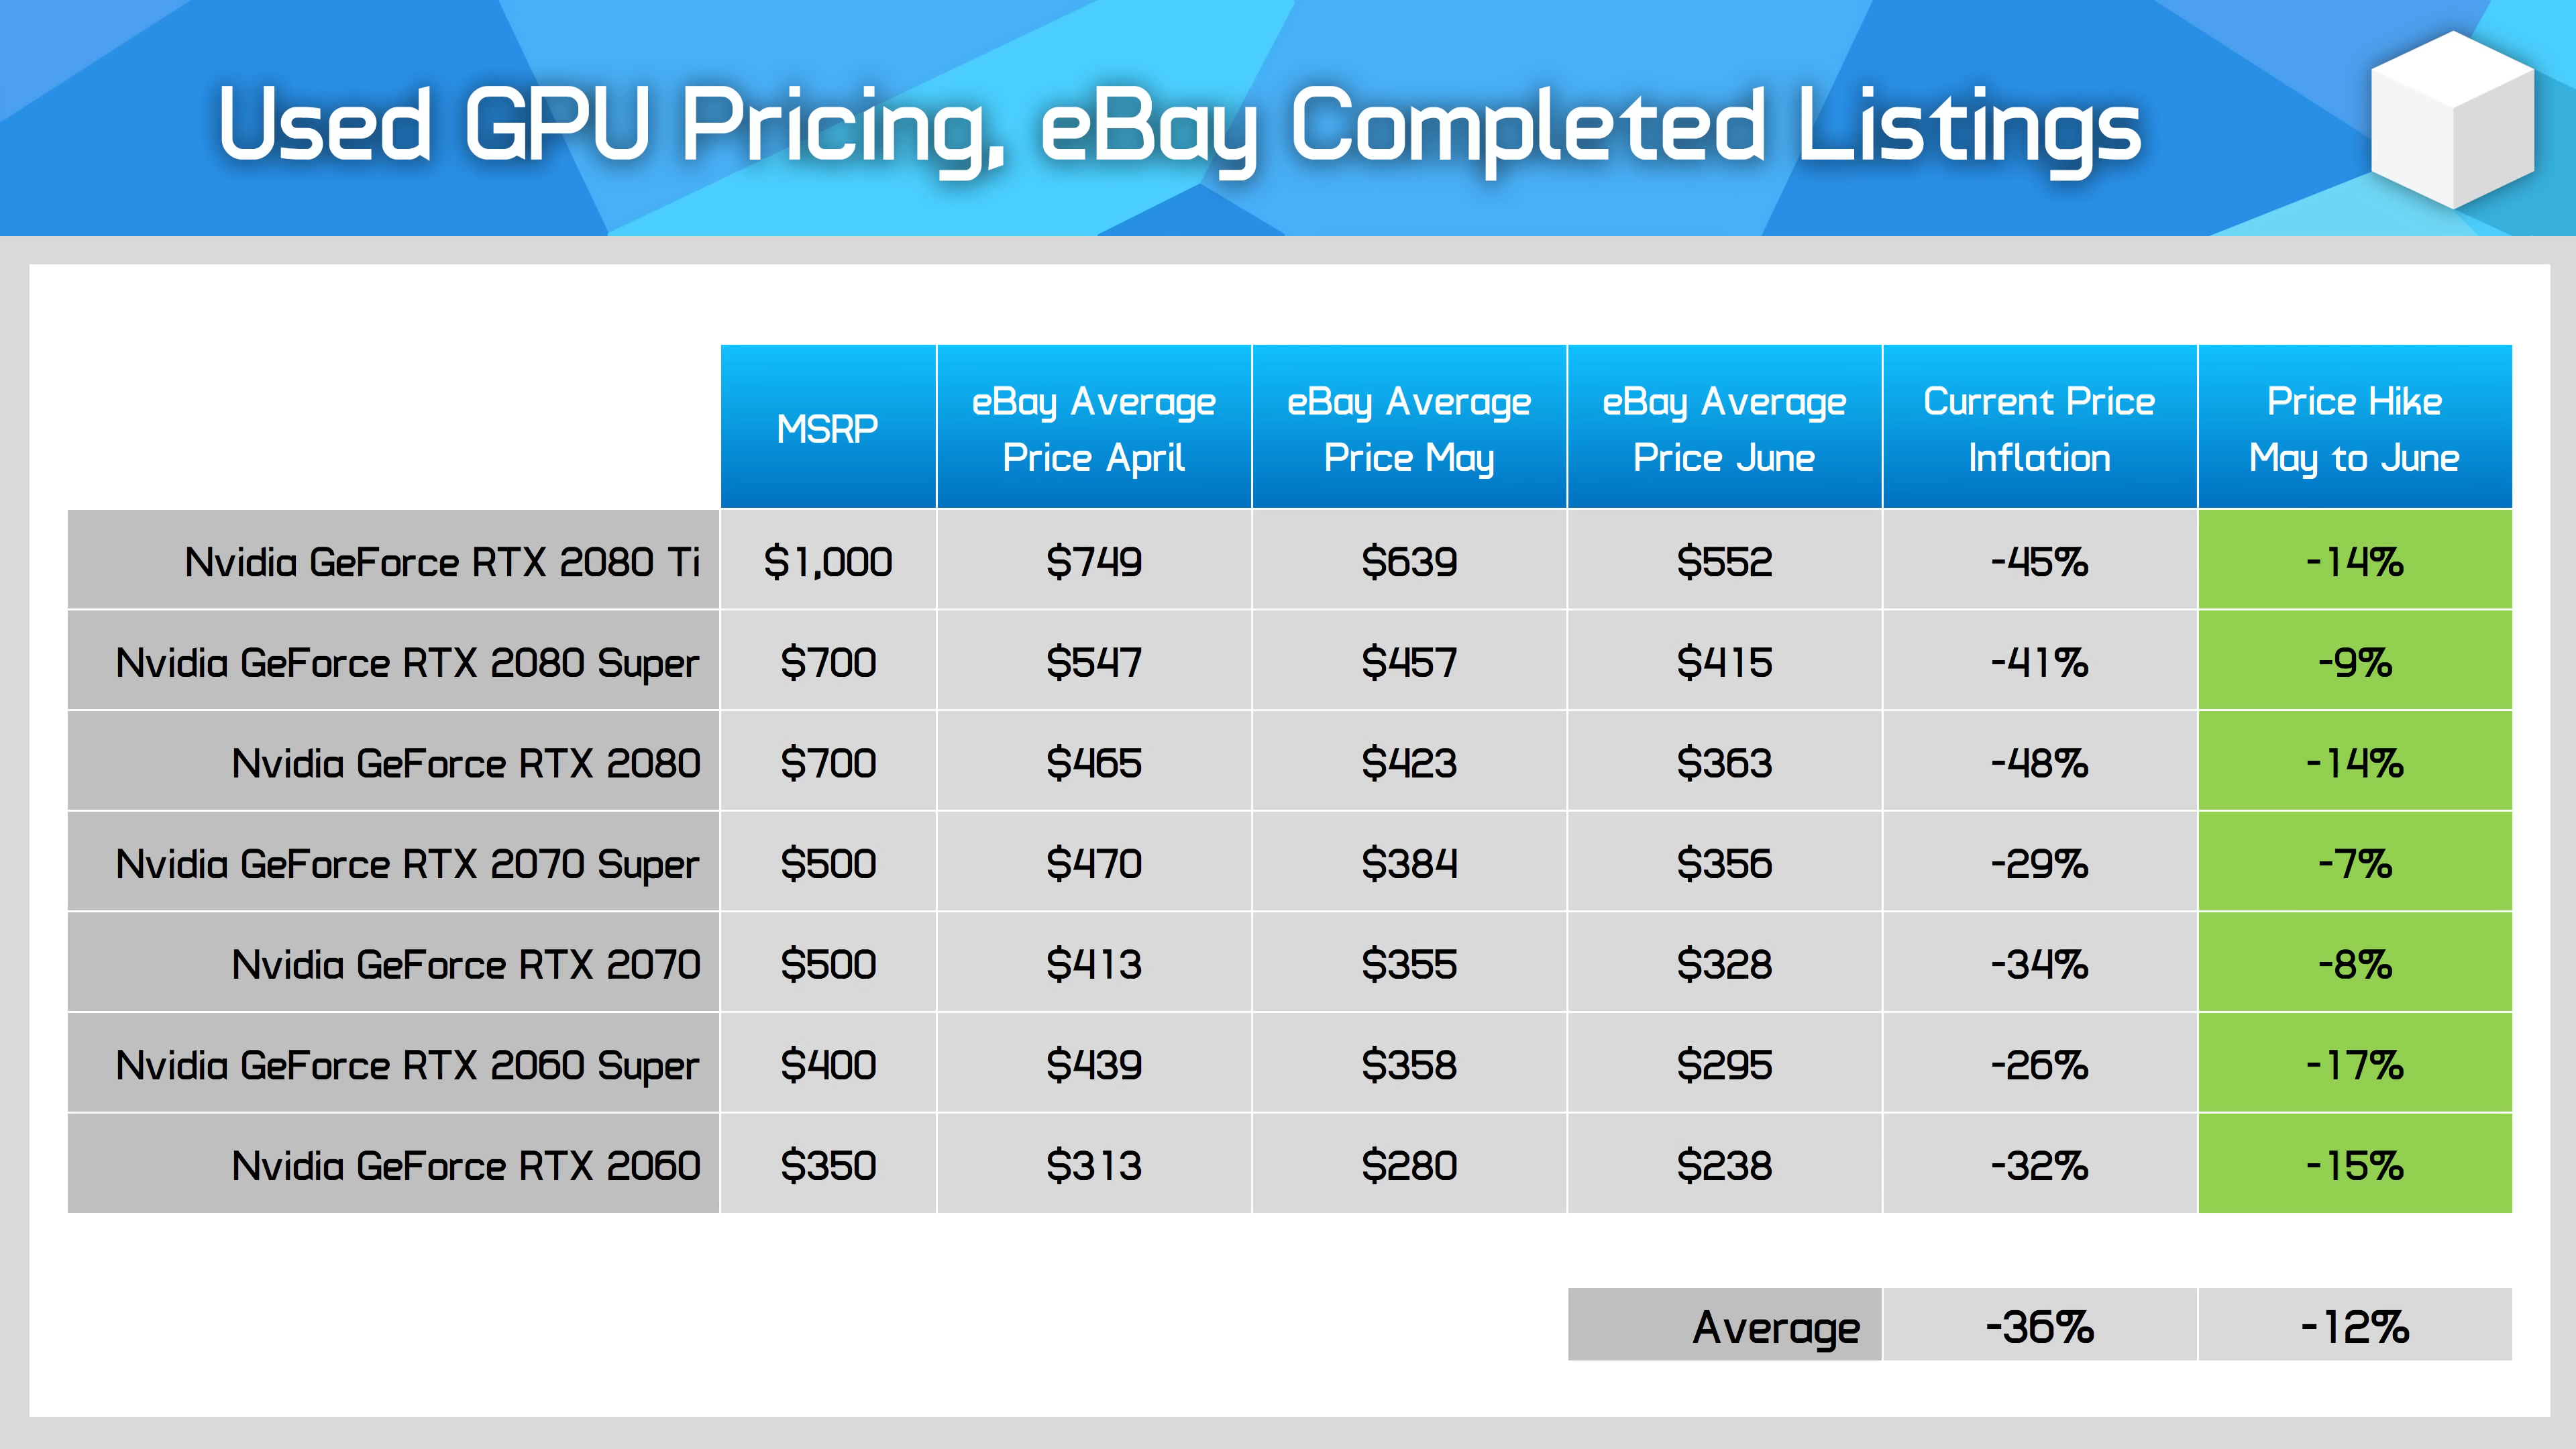 Used GPU Pricing, eBay Completed Listings
MSRP
eBay Average
Price April
eBay Average
Price May
eBay Average
Price June
Current Price
Inflation
Price Hike
May to June
Nvidia GeForce RTX 2080 Ti $1,000 $749 $639 $552 -45% -14%
Nvidia GeForce RTX 2080 Super $700 $547 $457 $415 -41% -9%
Nvidia GeForce RTX 2080 $700 $465 $423 $363 -48% -14%
Nvidia GeForce RTX 2070 Super $500 $470 $384 $356 -29% -7%
Nvidia GeForce RTX 2070 $500 $413 $355 $328 -34% -8%
Nvidia GeForce RTX 2060 Super $400 $439 $358 $295 -26% -17%
Nvidia GeForce RTX 2060 $350 $313 $280 $238 -32% -15%
Average -36% -12%